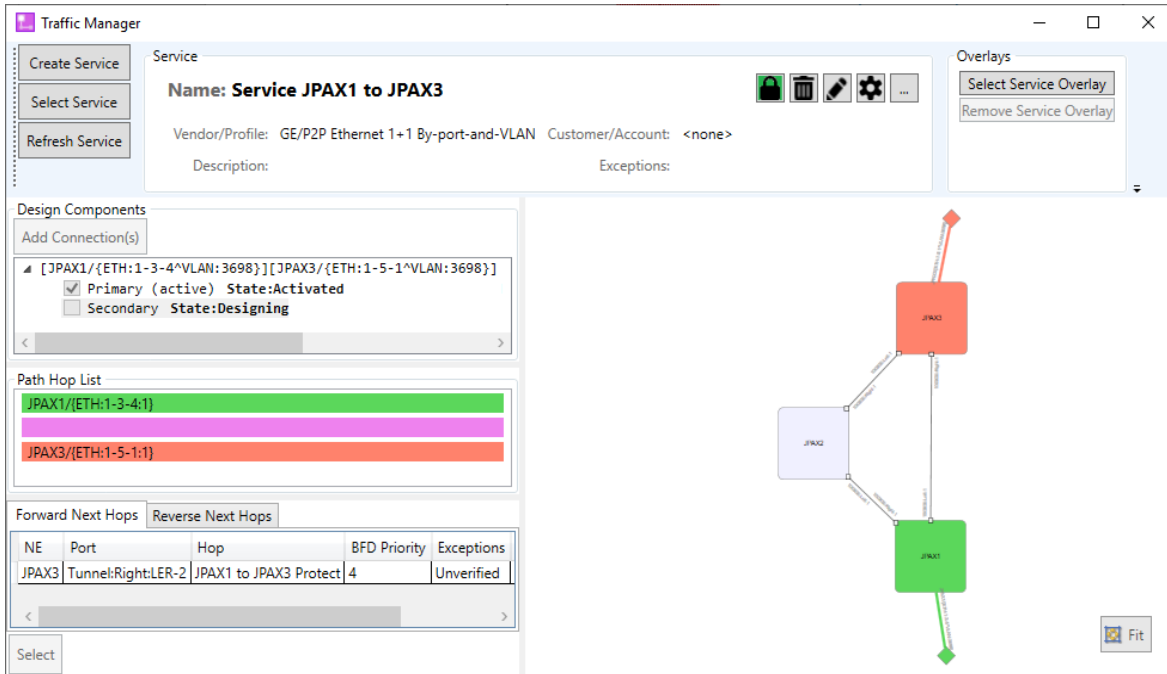 Traffic Manager
Create Service
Select Service
Refresh Service
Service
Name: Service JPAX1 to JPAX3
...
Vendor/Profile: GE/P2P Ethernet 1+1 By-port-and-VLAN Customer/Account: <none>
Description: Exceptions:
Overlays
Select Service Overlay
Remove Service Overlay
Design Components
Add Connection(s)
[JPAX1/{ETH:1-3-4^VLAN:3698}][JPAX3/{ETH:1-5-1^VLAN:3698}]
Primary (active) State:Activated
Secondary State:Designing
Path Hop List
JPAX1/{ETH:1-3-4:1}
JPAX3/{ETH:1-5-1:1}
Forward Next Hops Reverse Next Hops
NE Port Hop BFD Priority Exceptions
JPAX3 Tunnel:Right:LER-2 JPAX1 to JPAX3 Protect 4 Unverified
Select
JPAX3
JPAX2
JPAX1
Fit